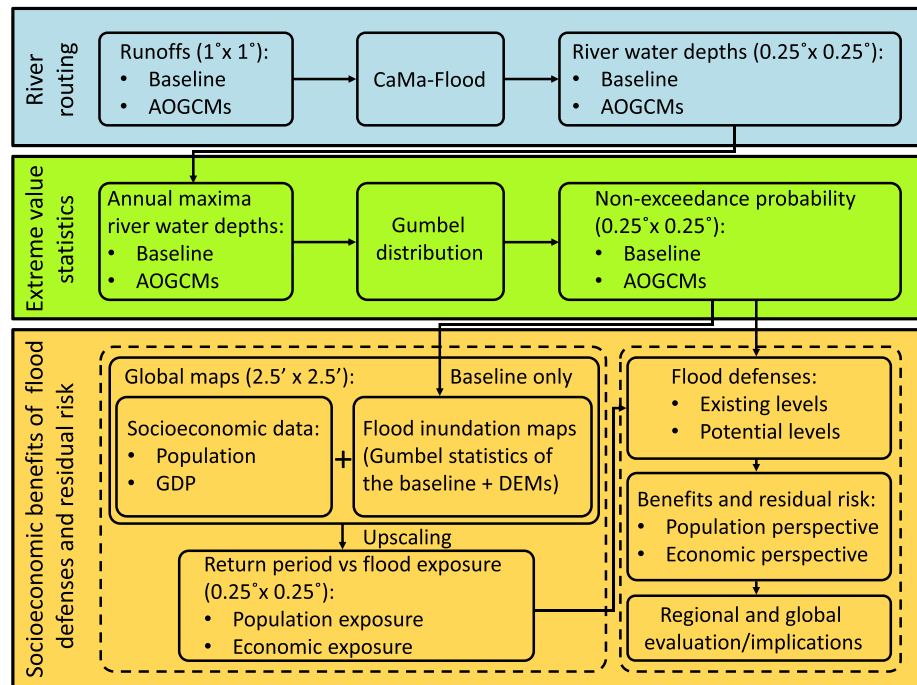 River
routing
Runoffs (1˚x 1˚):
• Baseline
• AOGCMs
CaMa-Flood
River water depths (0.25˚x 0.25˚):
• Baseline
• AOGCMs
Extreme value
statistics
Annual maxima
river water depths:
• Baseline
• AOGCMs
Gumbel
distribution
Non-exceedance probability
(0.25˚x 0.25˚):
• Baseline
• AOGCMs
Socioeconomic benefits of flood
defenses and residual risk
Global maps (2.5’ x 2.5’):
Baseline only
Socioeconomic data:
• Population
• GDP
+
Flood inundation maps
(Gumbel statistics of
the baseline + DEMs)
Upscaling
Return period vs flood exposure
(0.25˚x 0.25˚):
• Population exposure
• Economic exposure
Flood defenses:
• Existing levels
• Potential levels
Benefits and residual risk:
• Population perspective
• Economic perspective
Regional and global
evaluation/implications